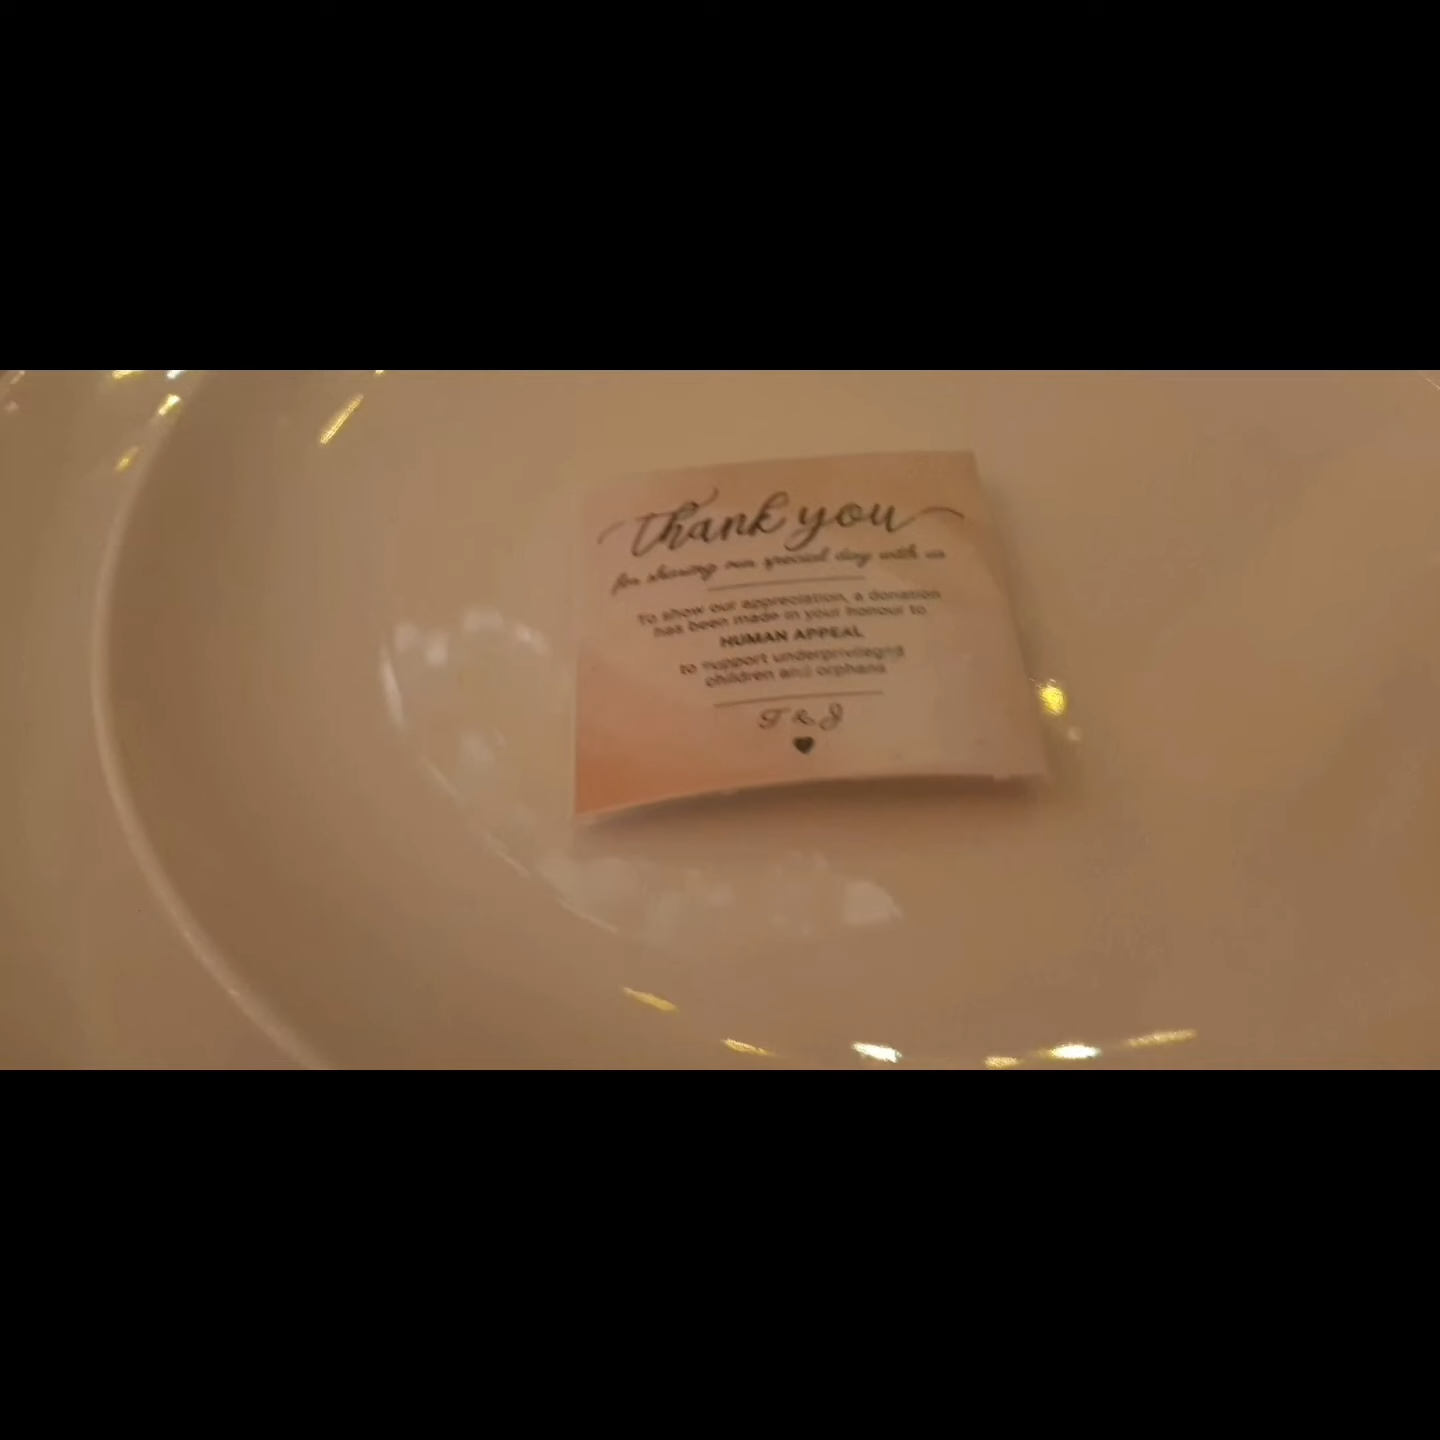 Thank you
for sharing our special day with us
To show our appreciation, a donation
has been made in your honour to
HUMAN APPEAL
to support underprivileged
children and orphans
T & J